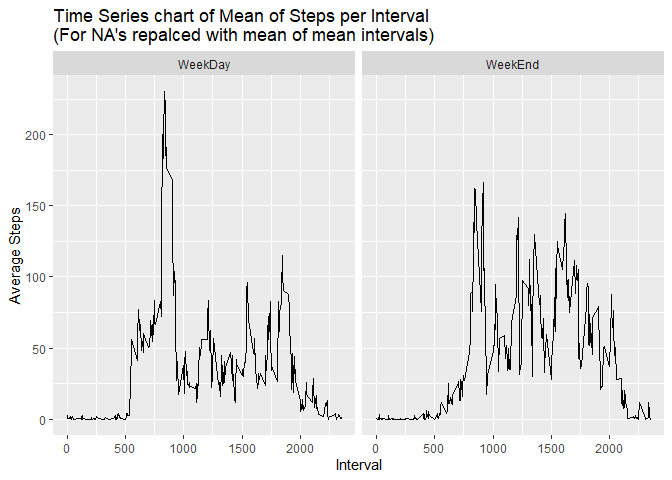 Time Series chart of Mean of Steps per Interval
(For NA's repalced with mean of mean intervals)
WeekDay
WeekEnd
Average Steps
200
150
100
50
0
0
500
1000
1500
2000
0
500
1000
1500
2000
Interval